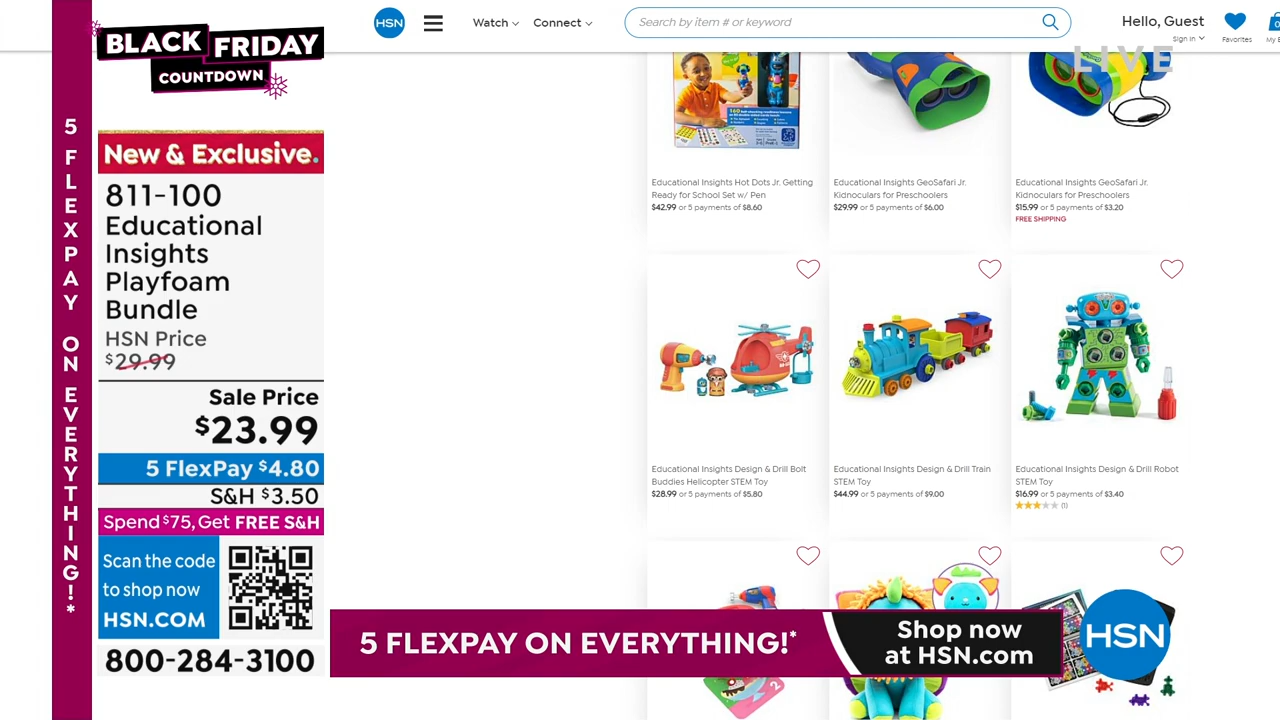 BLACK FRIDAY
COUNTDOWN
5 FLEXPAY ON EVERYTHING!*
New & Exclusive.
811-100
Educational
Insights
Playfoam
Bundle
HSN Price
$29.99
Sale Price
$23.99
5 FlexPay $4.80
S&H $3.50
Spend $75, Get FREE S&H
Scan the code
to shop now
HSN.COM
800-284-3100
HSN
Watch
Connect
Search by item # or keyword
Hello, Guest
Sign In
Favorites
0
LIVE
Educational Insights Hot Dots Jr. Getting
Ready for School Set w/ Pen
$42.99 or 5 payments of $8.60
Educational Insights GeoSafari Jr.
Kidnoculars for Preschoolers
$29.99 or 5 payments of $6.00
Educational Insights GeoSafari Jr.
Kidnoculars for Preschoolers
$15.99 or 5 payments of $3.20
FREE SHIPPING
Educational Insights Design & Drill Bolt
Buddies Helicopter STEM Toy
$28.99 or 5 payments of $5.80
Educational Insights Design & Drill Train
STEM Toy
$44.99 or 5 payments of $9.00
Educational Insights Design & Drill Robot
STEM Toy
$16.99 or 5 payments of $3.40
(1)
5 FLEXPAY ON EVERYTHING!*
Shop now
at HSN.com
HSN